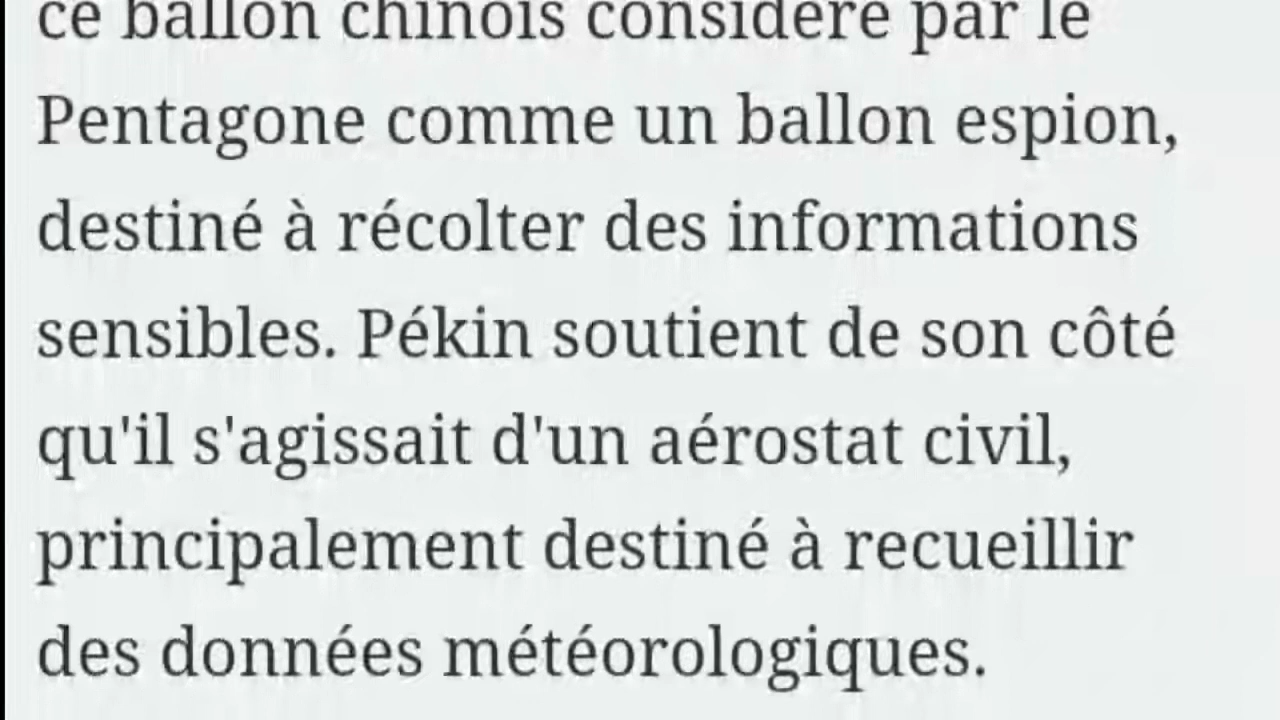 ce ballon chinois considéré par le
Pentagone comme un ballon espion,
destiné à récolter des informations
sensibles. Pékin soutient de son côté
qu'il s'agissait d'un aérostat civil,
principalement destiné à recueillir
des données météorologiques.